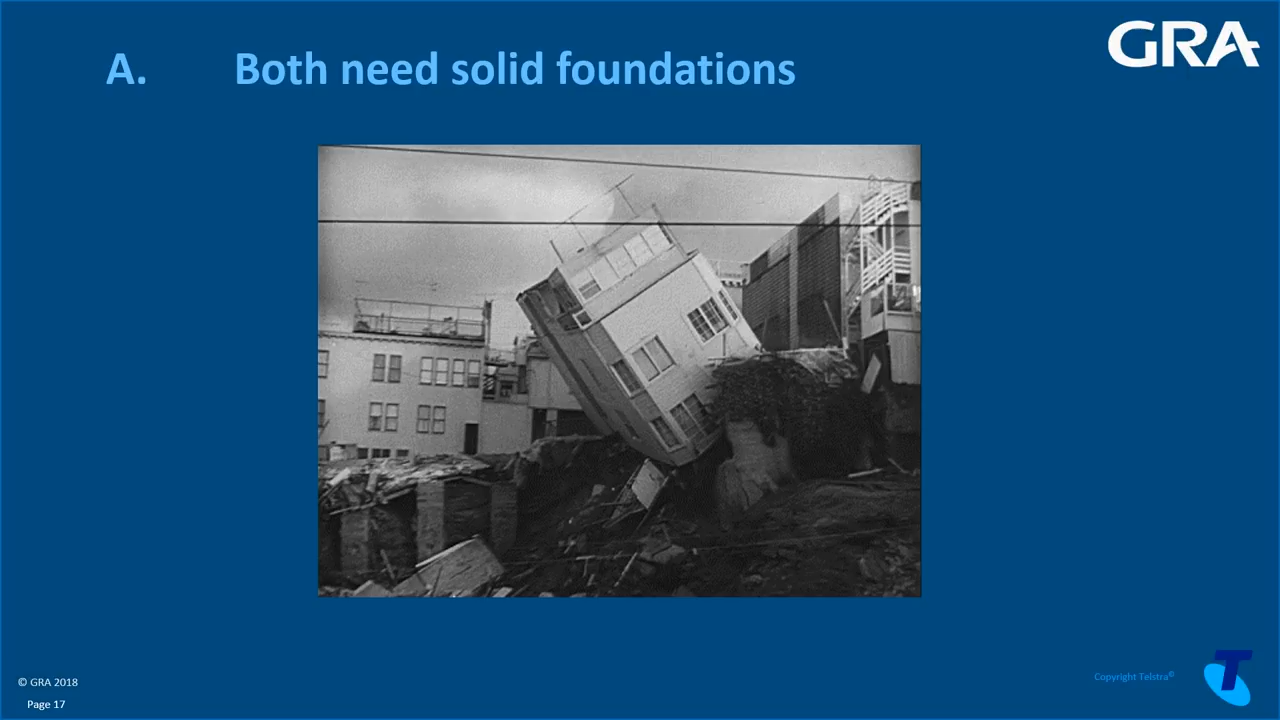 A. Both need solid foundations
GRA
© GRA 2018
Page 17
Copyright Telstra©
T